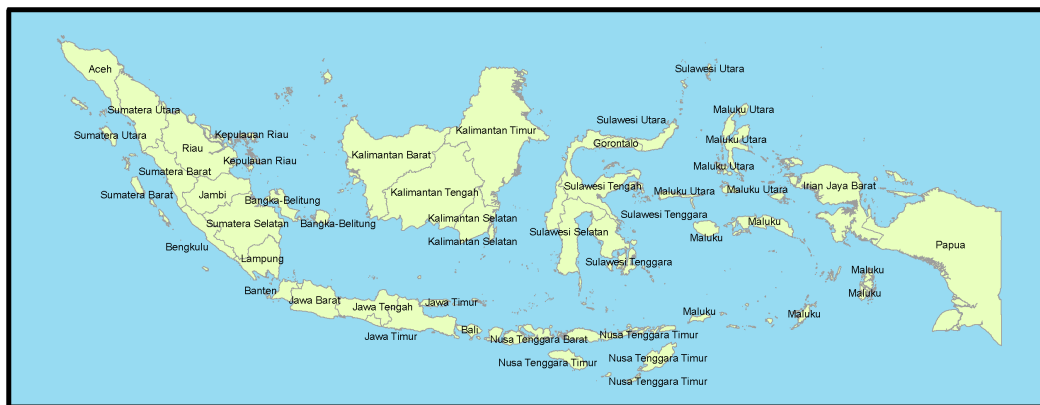 Aceh
Sulawesi Utara
Sumatera Utara
Maluku Utara
Sulawesi Utara
Kalimantan Timur
Sumatera Utara
Kepulauan Riau
Maluku Utara
Gorontalo
Riau
Kalimantan Barat
Kepulauan Riau
Maluku Utara
Sumatera Barat
Irian Jaya Barat
Sulawesi Tengah
Maluku Utara
Maluku Utara
Kalimantan Tengah
Sumatera Barat
Jambi
Bangka-Belitung
Sulawesi Tenggara
Kalimantan Selatan
Maluku
Sumatera Selatan
Bangka-Belitung
Sulawesi Selatan
Maluku
Kalimantan Selatan
Papua
Bengkulu
Lampung
Sulawesi Tenggara
Maluku
Banten
Maluku
Jawa Barat
Jawa Timur
Jawa Tengah
Maluku
Maluku
Bali
Jawa Timur
Nusa Tenggara Timur
Nusa Tenggara Barat
Nusa Tenggara Timur
Nusa Tenggara Timur
Nusa Tenggara Timur